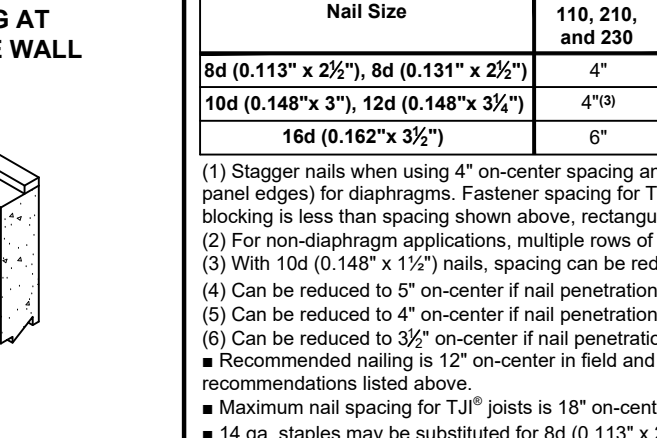 G AT
E WALL
Nail Size
110, 210,
and 230
8d (0.113" x 2½"), 8d (0.131" x 2½")
4"
10d (0.148"x 3"), 12d (0.148"x 3¼")
4"(3)
16d (0.162"x 3½")
6"
(1) Stagger nails when using 4" on-center spacing an
panel edges) for diaphragms. Fastener spacing for T
blocking is less than spacing shown above, rectangu
(2) For non-diaphragm applications, multiple rows of
(3) With 10d (0.148" x 1½") nails, spacing can be red
(4) Can be reduced to 5" on-center if nail penetration
(5) Can be reduced to 4" on-center if nail penetration
(6) Can be reduced to 3½" on-center if nail penetratio
■ Recommended nailing is 12" on-center in field and
recommendations listed above.
■ Maximum nail spacing for TJI® joists is 18" on-cent
■ 14 ga. staples may be substituted for 8d (0.113" x 2